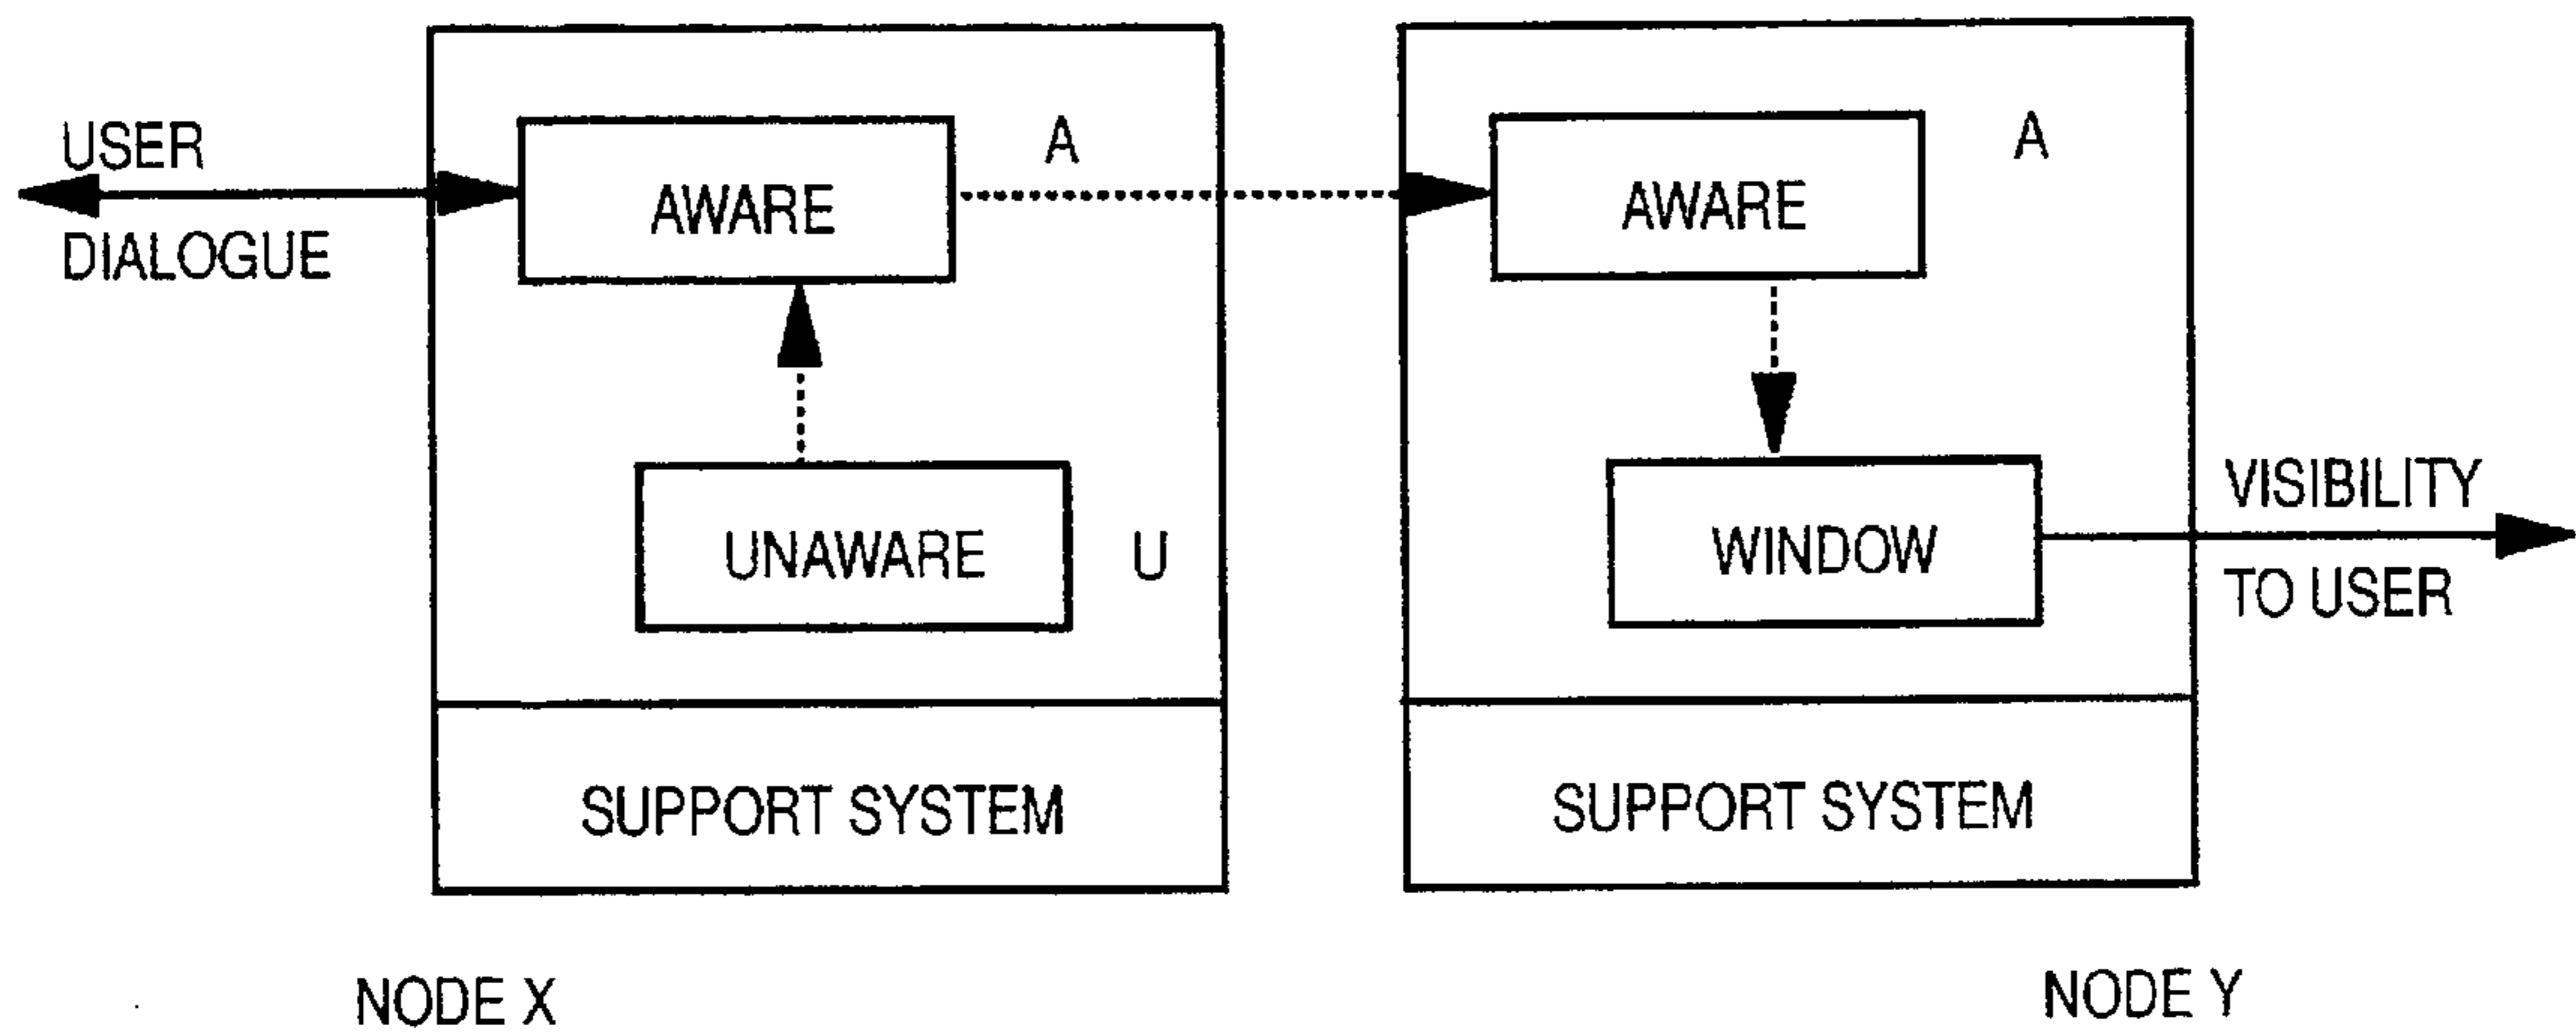 USER
DIALOGUE
AWARE
A
UNAWARE
U
SUPPORT SYSTEM
NODE X
AWARE
A
WINDOW
VISIBILITY
TO USER
SUPPORT SYSTEM
NODE Y